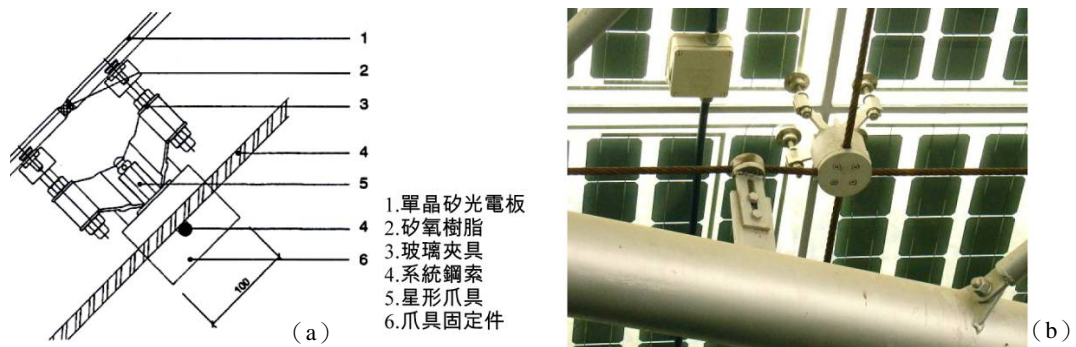 1
2
3
4
5
4
6
100
1.單晶矽光電板
2.矽氧樹脂
3.玻璃夾具
4.系統鋼索
5.星形爪具
6.爪具固定件
（a）
（b）